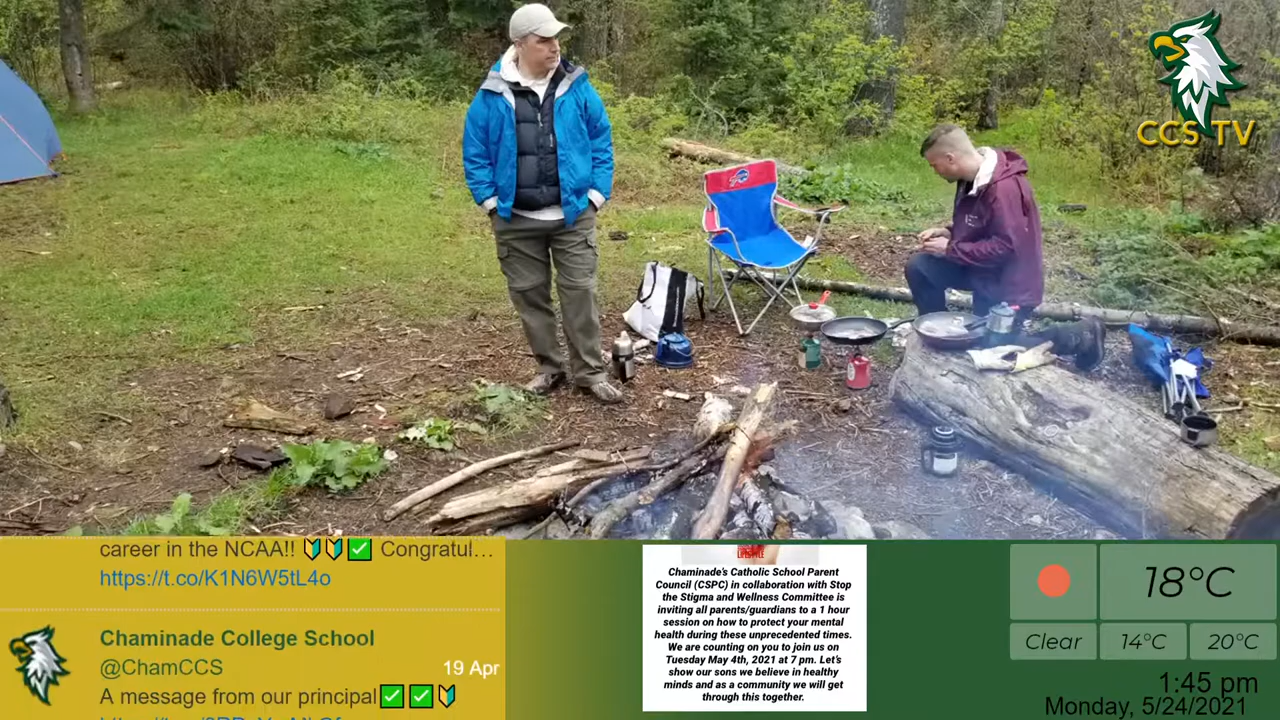 CCS TV
career in the NCAA!! 🔰🔰✅ Congratul…
https://t.co/K1N6W5tL4o
Chaminade College School
@ChamCCS
19 Apr
A message from our principal✅✅🔰
LIFESTYLE
Chaminade's Catholic School Parent
Council (CSPC) in collaboration with Stop
the Stigma and Wellness Committee is
inviting all parents/guardians to a 1 hour
session on how to protect your mental
health during these unprecedented times.
We are counting on you to join us on
Tuesday May 4th, 2021 at 7 pm. Let's
show our sons we believe in healthy
minds and as a community we will get
through this together.
18°C
Clear
14°C
20°C
1:45 pm
Monday, 5/24/2021